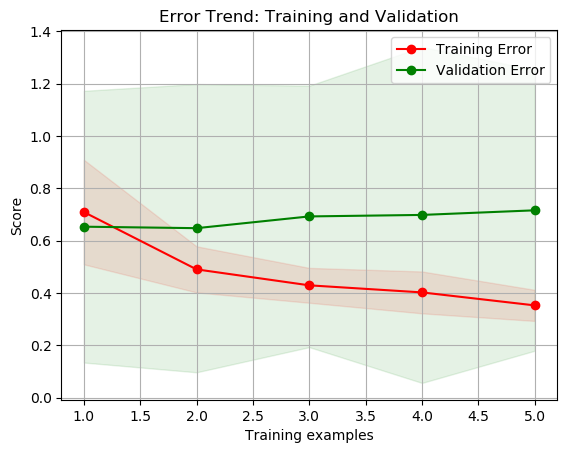 Error Trend: Training and Validation
Training Error
Validation Error
1.4
1.2
1.0
0.8
0.6
0.4
0.2
0.0
Score
1.0 1.5 2.0 2.5 3.0 3.5 4.0 4.5 5.0
Training examples